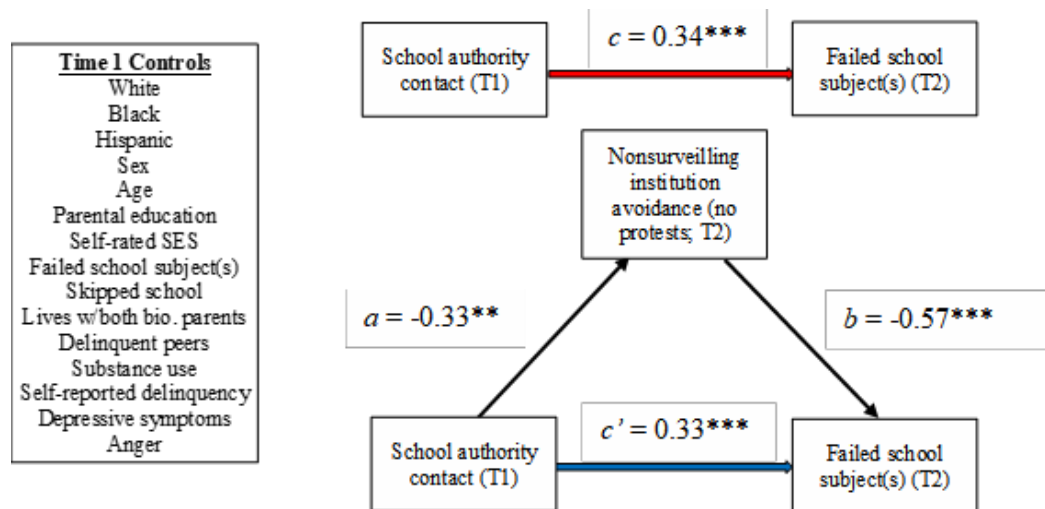 Time 1 Controls
White
Black
Hispanic
Sex
Age
Parental education
Self-rated SES
Failed school subject(s)
Skipped school
Lives w/both bio. parents
Delinquent peers
Substance use
Self-reported delinquency
Depressive symptoms
Anger
School authority
contact (T1)
c = 0.34***
Failed school
subject(s) (T2)
Nonsurveilling
institution
avoidance (no
protests; T2)
a = -0.33**
b = -0.57***
School authority
contact (T1)
c’ = 0.33***
Failed school
subject(s) (T2)